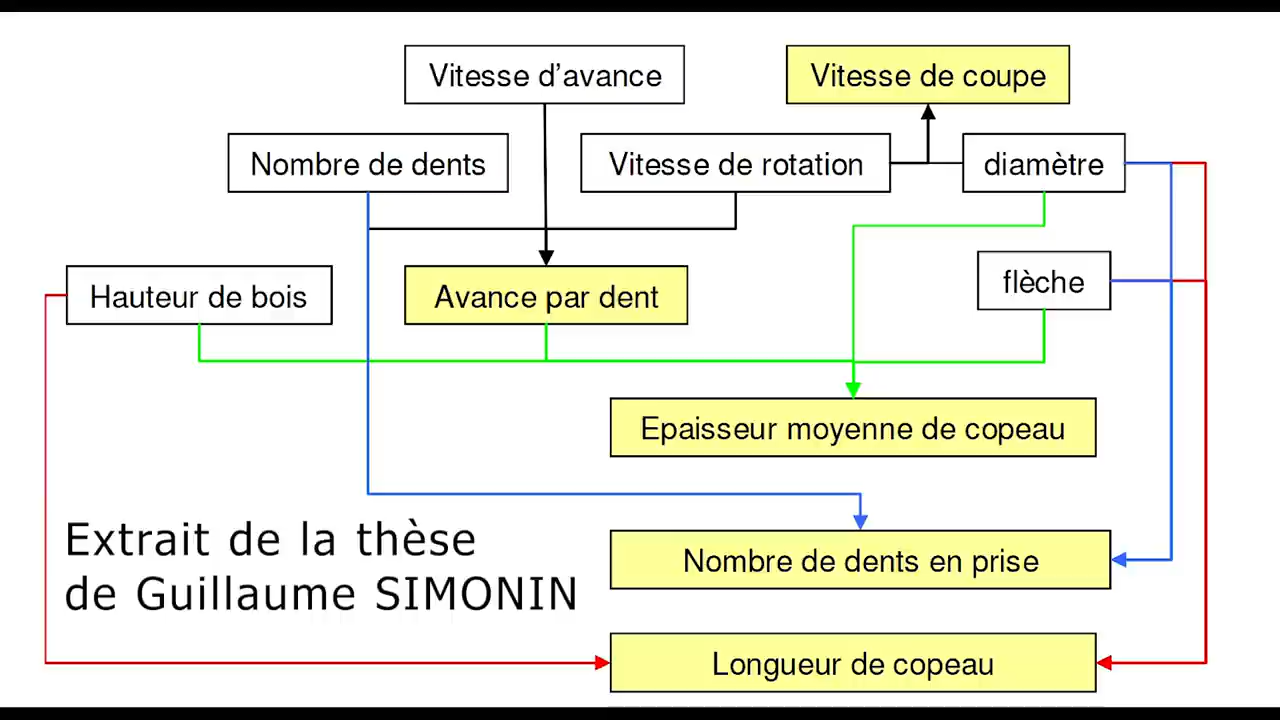 Vitesse d'avance
Vitesse de coupe
Nombre de dents
Vitesse de rotation
diamètre
Hauteur de bois
Avance par dent
flèche
Epaisseur moyenne de copeau
Extrait de la thèse
de Guillaume SIMONIN
Nombre de dents en prise
Longueur de copeau